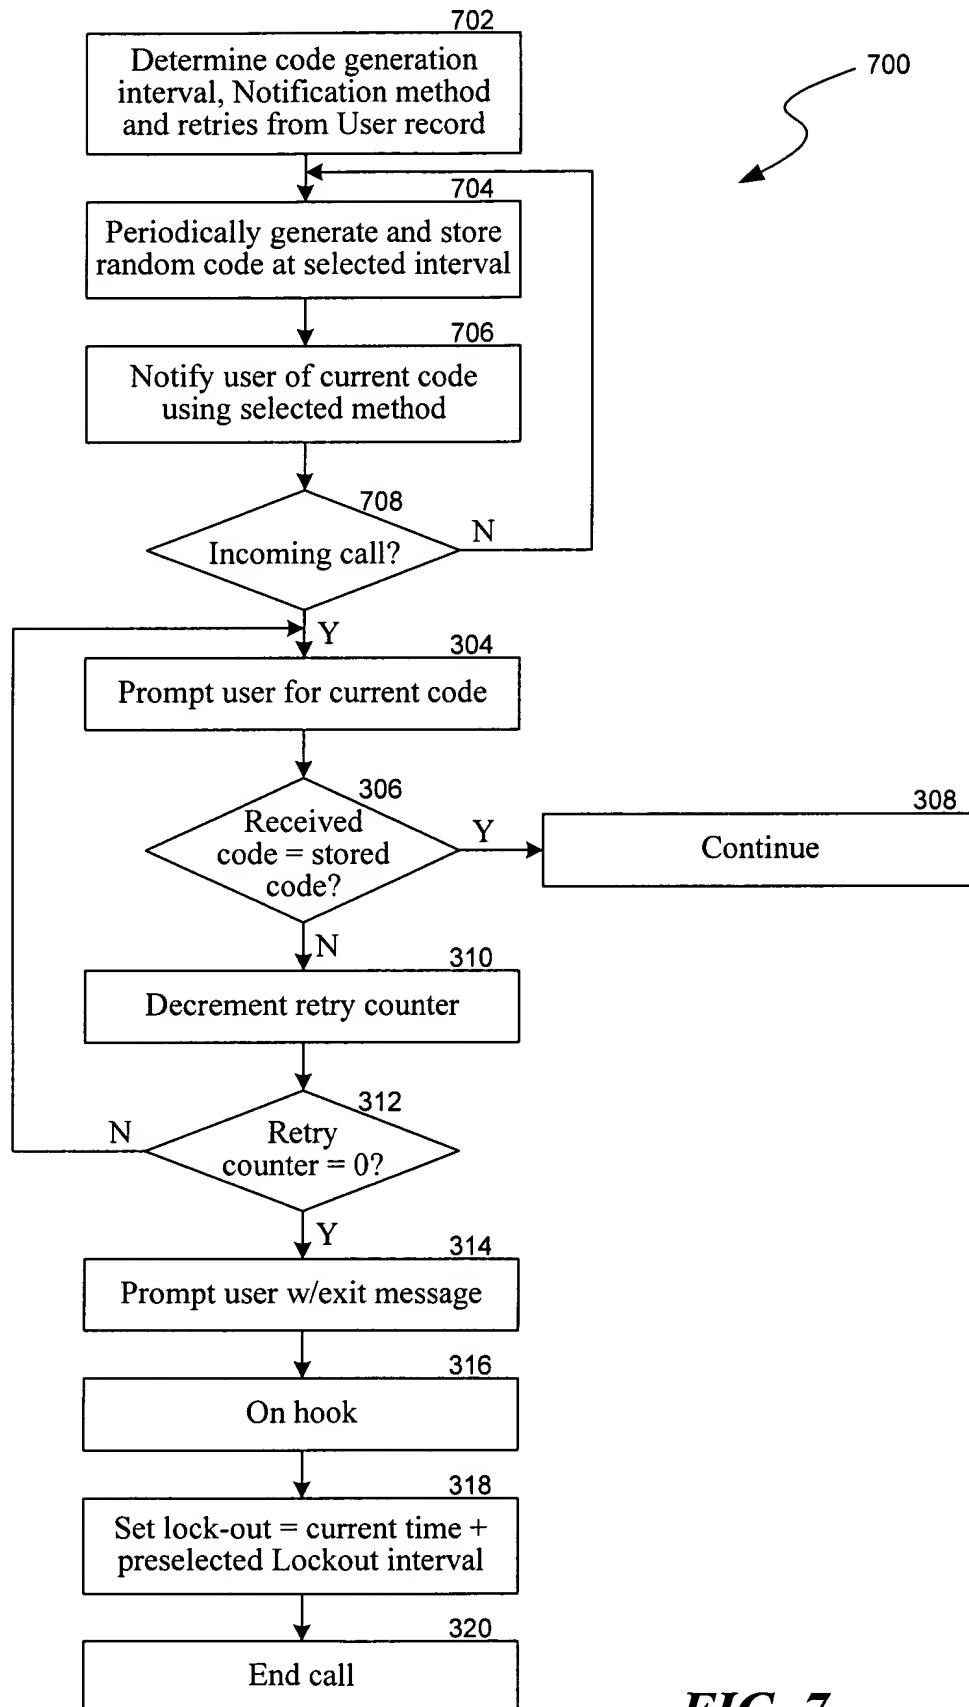 702
Determine code generation
interval, Notification method
and retries from User record
700
704
Periodically generate and store
random code at selected interval
706
Notify user of current code
using selected method
708
Incoming call?
N
Y
304
Prompt user for current code
306
Received
code = stored
code?
Y
308
Continue
N
310
Decrement retry counter
312
Retry
counter = 0?
N
Y
314
Prompt user w/exit message
316
On hook
318
Set lock-out = current time +
preselected Lockout interval
320
End call
FIG. 7